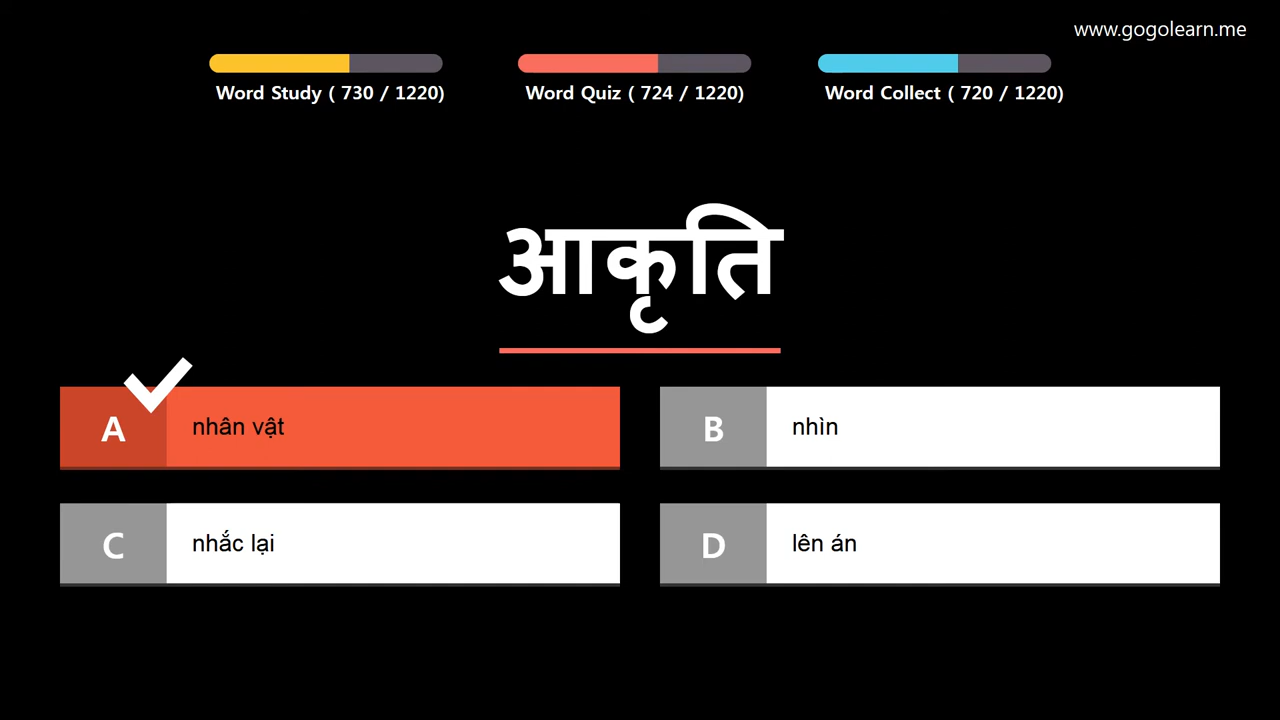 www.gogolearn.me
Word Study ( 730 / 1220)
Word Quiz ( 724 / 1220)
Word Collect ( 720 / 1220)
आकृति
A nhân vật
B nhìn
C nhắc lại
D lên án